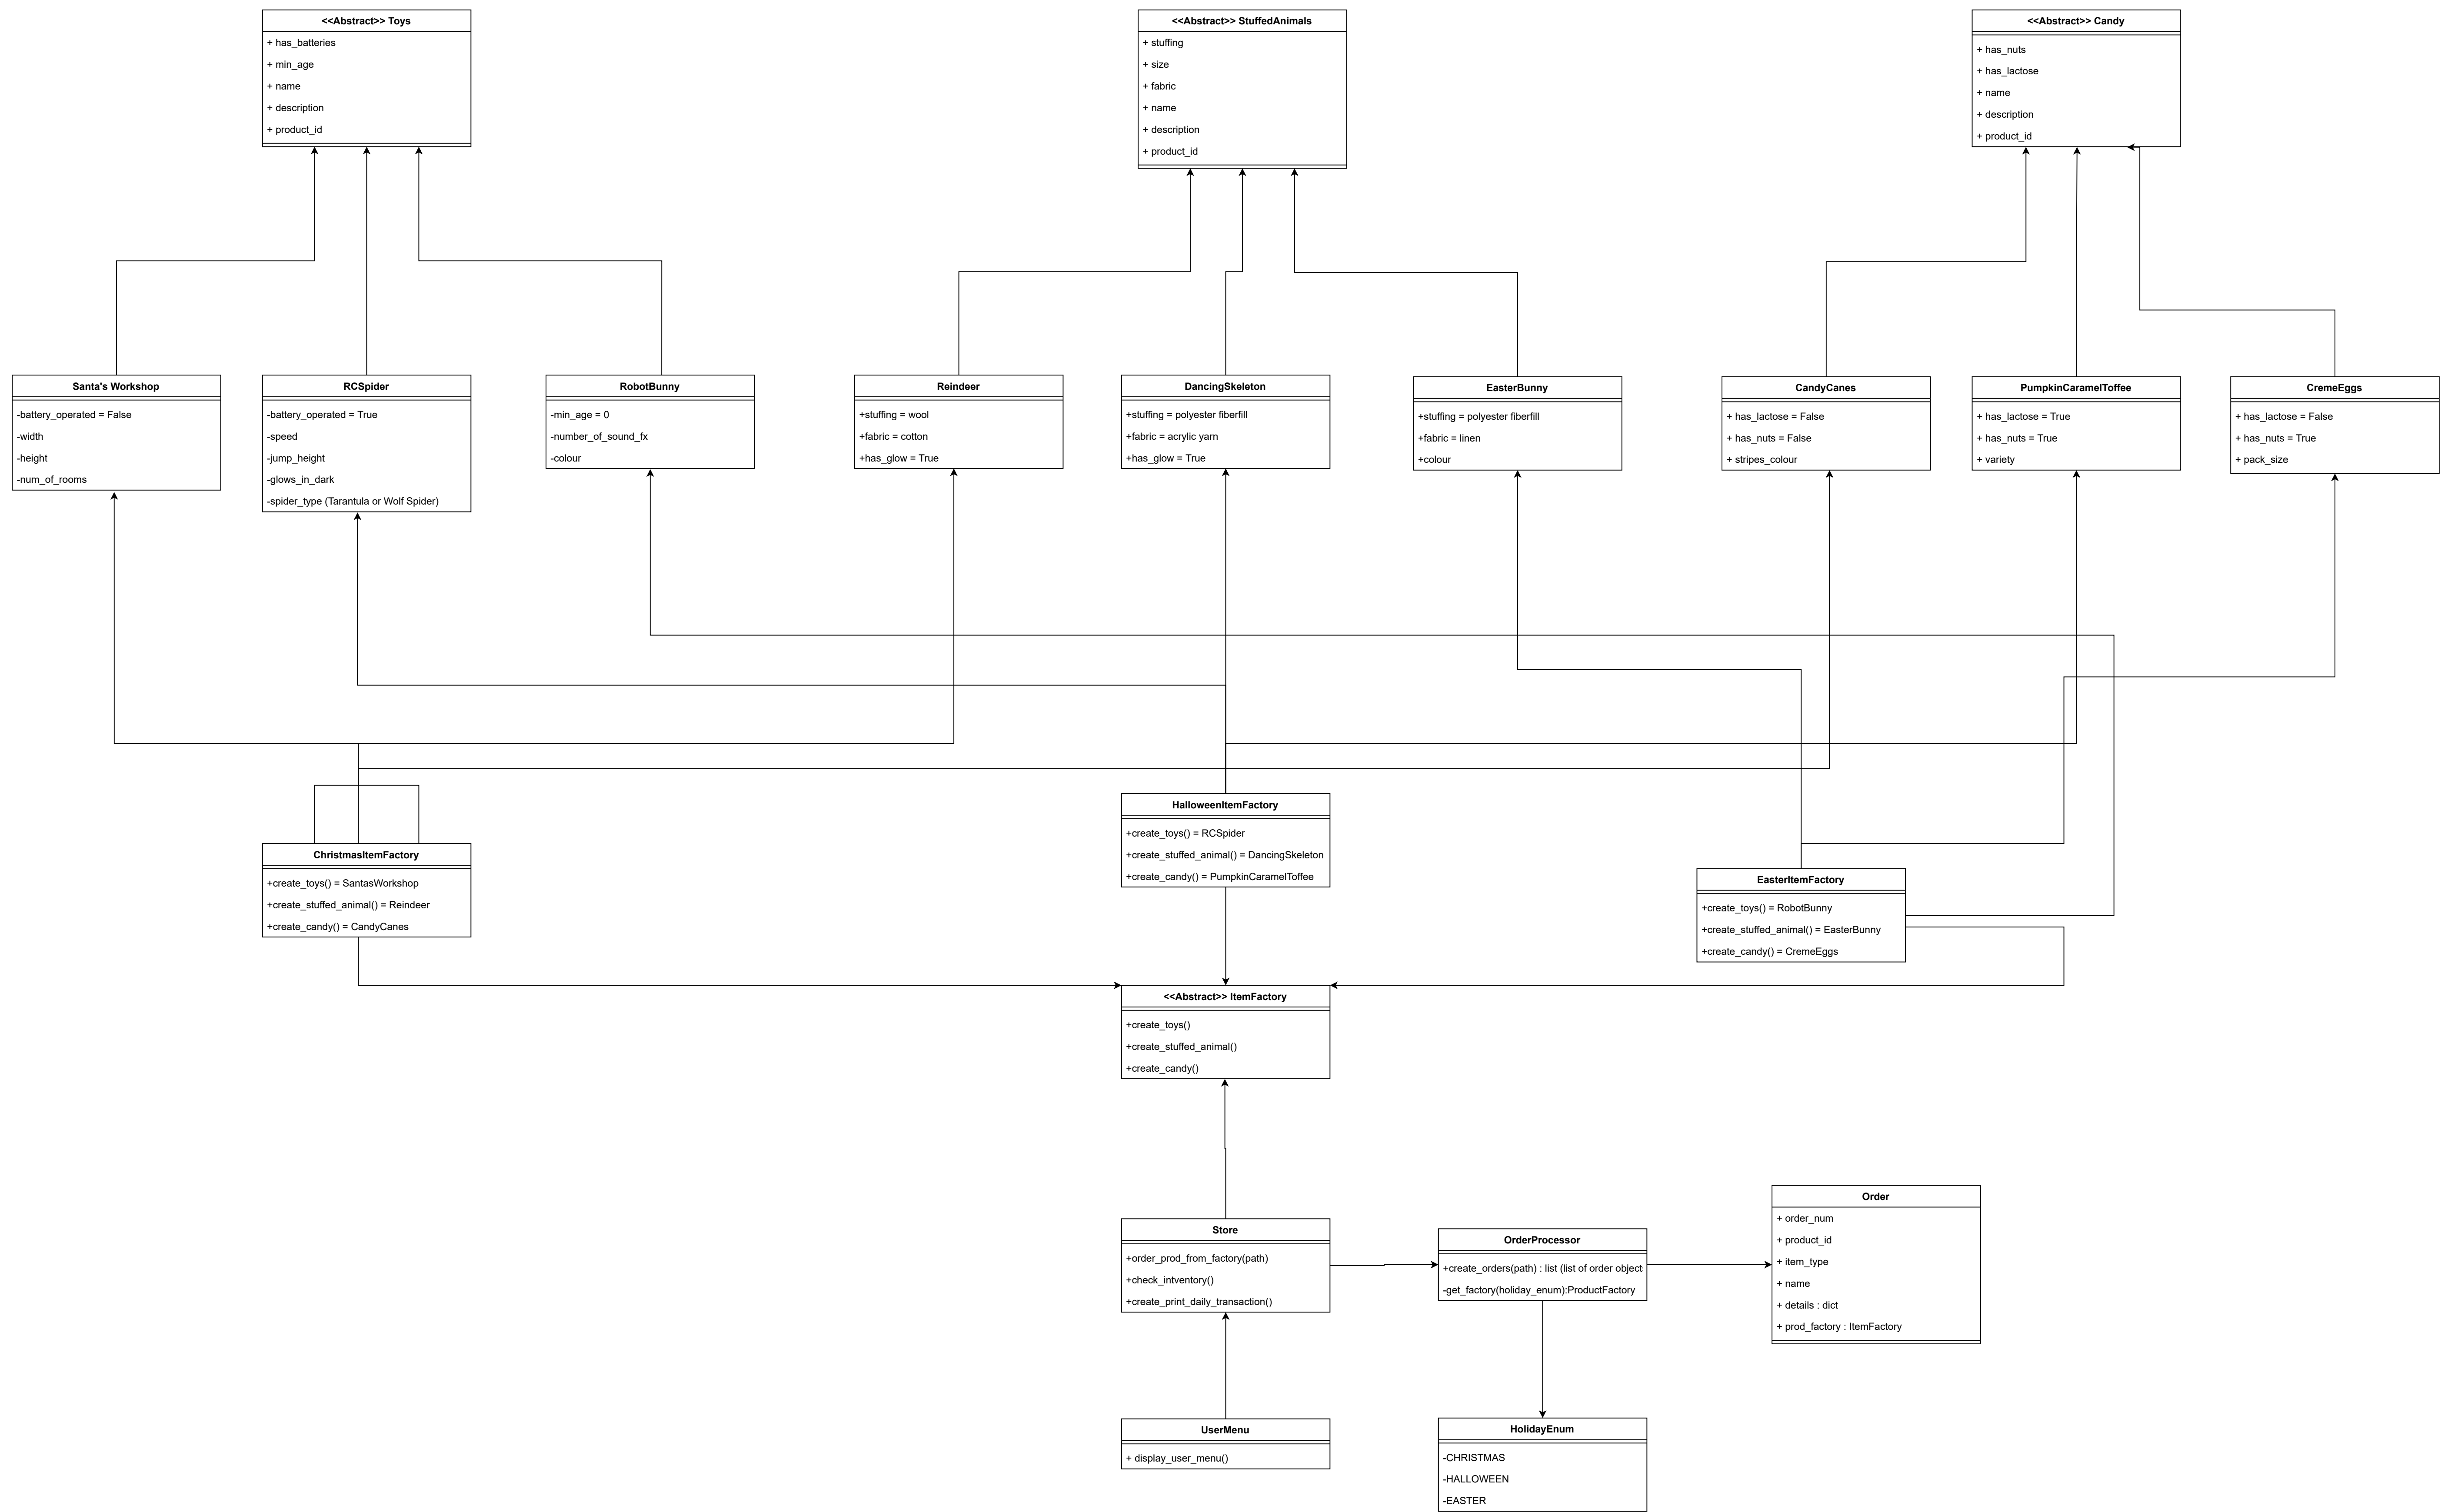 <<Abstract>> Toys
+ has_batteries
+ min_age
+ name
+ description
+ product_id
<<Abstract>> StuffedAnimals
+ stuffing
+ size
+ fabric
+ name
+ description
+ product_id
<<Abstract>> Candy
+ has_nuts
+ has_lactose
+ name
+ description
+ product_id
Santa's Workshop
-battery_operated = False
-width
-height
-num_of_rooms
RCSpider
-battery_operated = True
-speed
-jump_height
-glows_in_dark
-spider_type (Tarantula or Wolf Spider)
RobotBunny
-min_age = 0
-number_of_sound_fx
-colour
Reindeer
+stuffing = wool
+fabric = cotton
+has_glow = True
DancingSkeleton
+stuffing = polyester fiberfill
+fabric = acrylic yarn
+has_glow = True
EasterBunny
+stuffing = polyester fiberfill
+fabric = linen
+colour
CandyCanes
+ has_lactose = False
+ has_nuts = False
+ stripes_colour
PumpkinCaramelToffee
+ has_lactose = True
+ has_nuts = True
+ variety
CremeEggs
+ has_lactose = False
+ has_nuts = True
+ pack_size
ChristmasItemFactory
+create_toys() = SantasWorkshop
+create_stuffed_animal() = Reindeer
+create_candy() = CandyCanes
HalloweenItemFactory
+create_toys() = RCSpider
+create_stuffed_animal() = DancingSkeleton
+create_candy() = PumpkinCaramelToffee
EasterItemFactory
+create_toys() = RobotBunny
+create_stuffed_animal() = EasterBunny
+create_candy() = CremeEggs
<<Abstract>> ItemFactory
+create_toys()
+create_stuffed_animal()
+create_candy()
Store
+order_prod_from_factory(path)
+check_intventory()
+create_print_daily_transaction()
OrderProcessor
+create_orders(path) : list (list of order object
-get_factory(holiday_enum):ProductFactory
Order
+ order_num
+ product_id
+ item_type
+ name
+ details : dict
+ prod_factory : ItemFactory
UserMenu
+ display_user_menu()
HolidayEnum
-CHRISTMAS
-HALLOWEEN
-EASTER